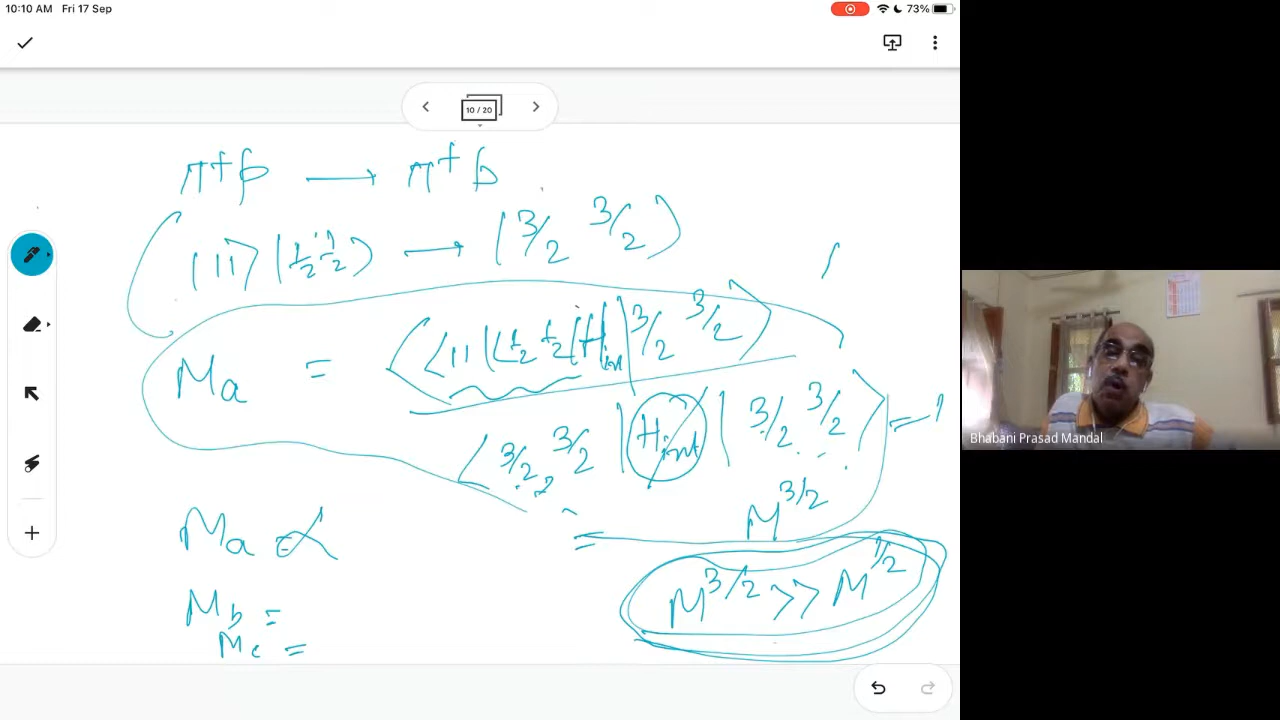 10:10 AM Fri 17 Sep
73%
10 / 20
π⁺p → π⁺p
|11⟩ |½ ½⟩ → |3/2 3/2⟩
Ma = ⟨⟨11|⟨½ ½| Hint |3/2 3/2⟩
⟨3/2 3/2 | Hint | 3/2 3/2⟩ = 1
= M^3/2
Ma ∝
M^3/2 >> M^1/2
Mb =
Mc =
Bhabani Prasad Mandal